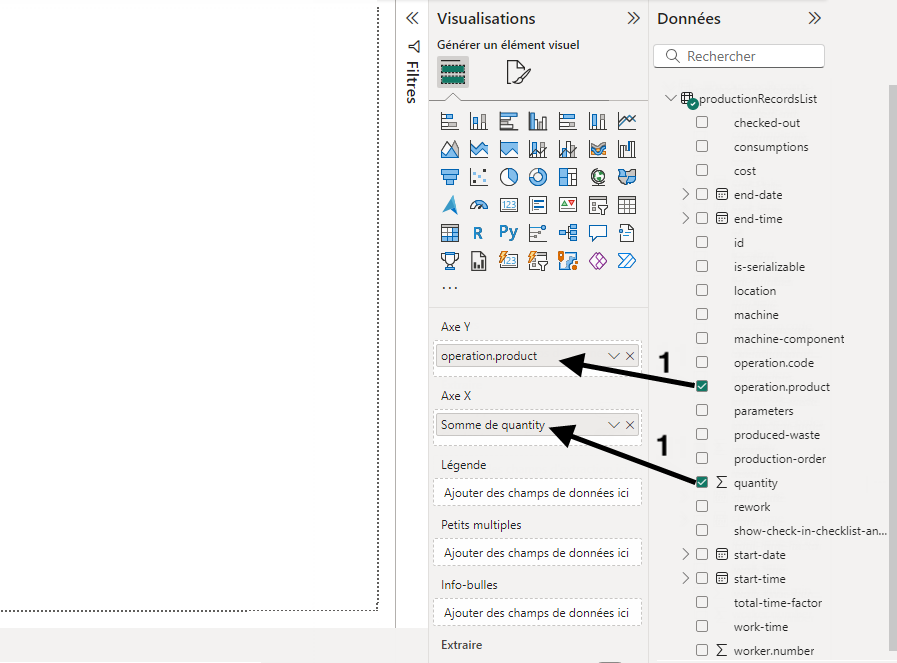 Visualisations
Données
Générer un élément visuel
Filtres
Rechercher
123
R
Py
123
...
Axe Y
operation.product
Axe X
Somme de quantity
Légende
Ajouter des champs de données ici
Petits multiples
Ajouter des champs de données ici
Info-bulles
Ajouter des champs de données ici
Extraire
1
1
productionRecordsList
checked-out
consumptions
cost
end-date
end-time
id
is-serializable
location
machine
machine-component
operation.code
operation.product
parameters
produced-waste
production-order
∑ quantity
rework
show-check-in-checklist-an...
start-date
start-time
total-time-factor
work-time
∑ worker.number